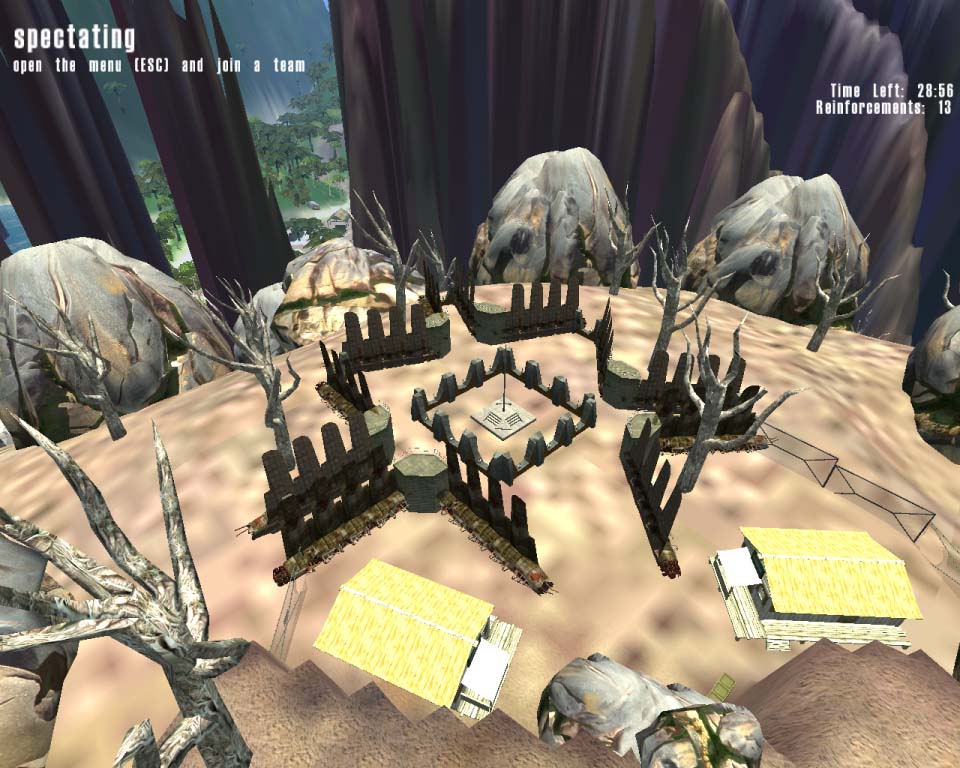 spectating
open the menu (ESC) and join a team
Time Left: 28:56
Reinforcements: 13